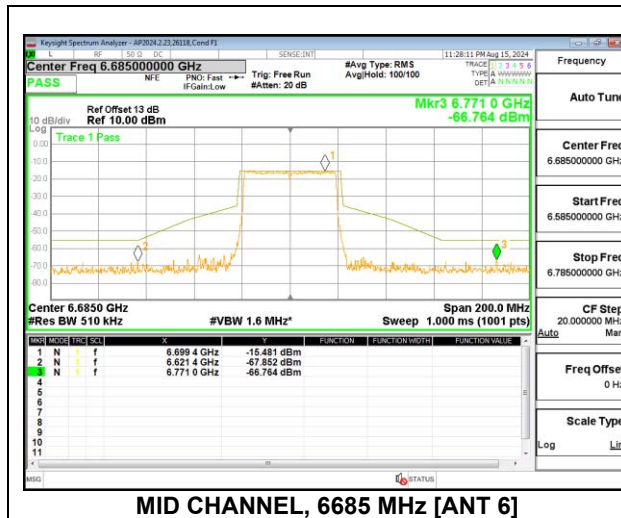 Keysight Spectrum Analyzer - AP2024.2.23,26118,Cond F1
L RF 50 Ω DC SENSE:INT 11:28:11 PM Aug 15, 2024
Center Freq 6.685000000 GHz #Avg Type: RMS TRACE 1 2 3 4 5 6
PASS NFE PNO: Fast Trig: Free Run Avg|Hold: 100/100 TYPE A WWWWW
IFGain:Low #Atten: 20 dB DET A N N N N N
Ref Offset 13 dB Mkr3 6.771 0 GHz
10 dB/div Ref 10.00 dBm -66.764 dBm
Log
Trace 1 Pass
0.00
-10.0
-20.0
-30.0
-40.0
-50.0
-60.0
-70.0
-80.0
1
2
3
Center 6.6850 GHz Span 200.0 MHz
#Res BW 510 kHz #VBW 1.6 MHz* Sweep 1.000 ms (1001 pts)
MKR MODE TRC SCL X Y FUNCTION FUNCTION WIDTH FUNCTION VALUE
1 N 1 f 6.699 4 GHz -15.481 dBm
2 N 1 f 6.621 4 GHz -67.852 dBm
3 N 1 f 6.771 0 GHz -66.764 dBm
4
5
6
7
8
9
10
11
MSG STATUS
Frequency
Auto Tune
Center Freq
6.685000000 GHz
Start Freq
6.585000000 GHz
Stop Freq
6.785000000 GHz
CF Step
20.000000 MHz
Auto Man
Freq Offset
0 Hz
Scale Type
Log Lin
MID CHANNEL, 6685 MHz [ANT 6]